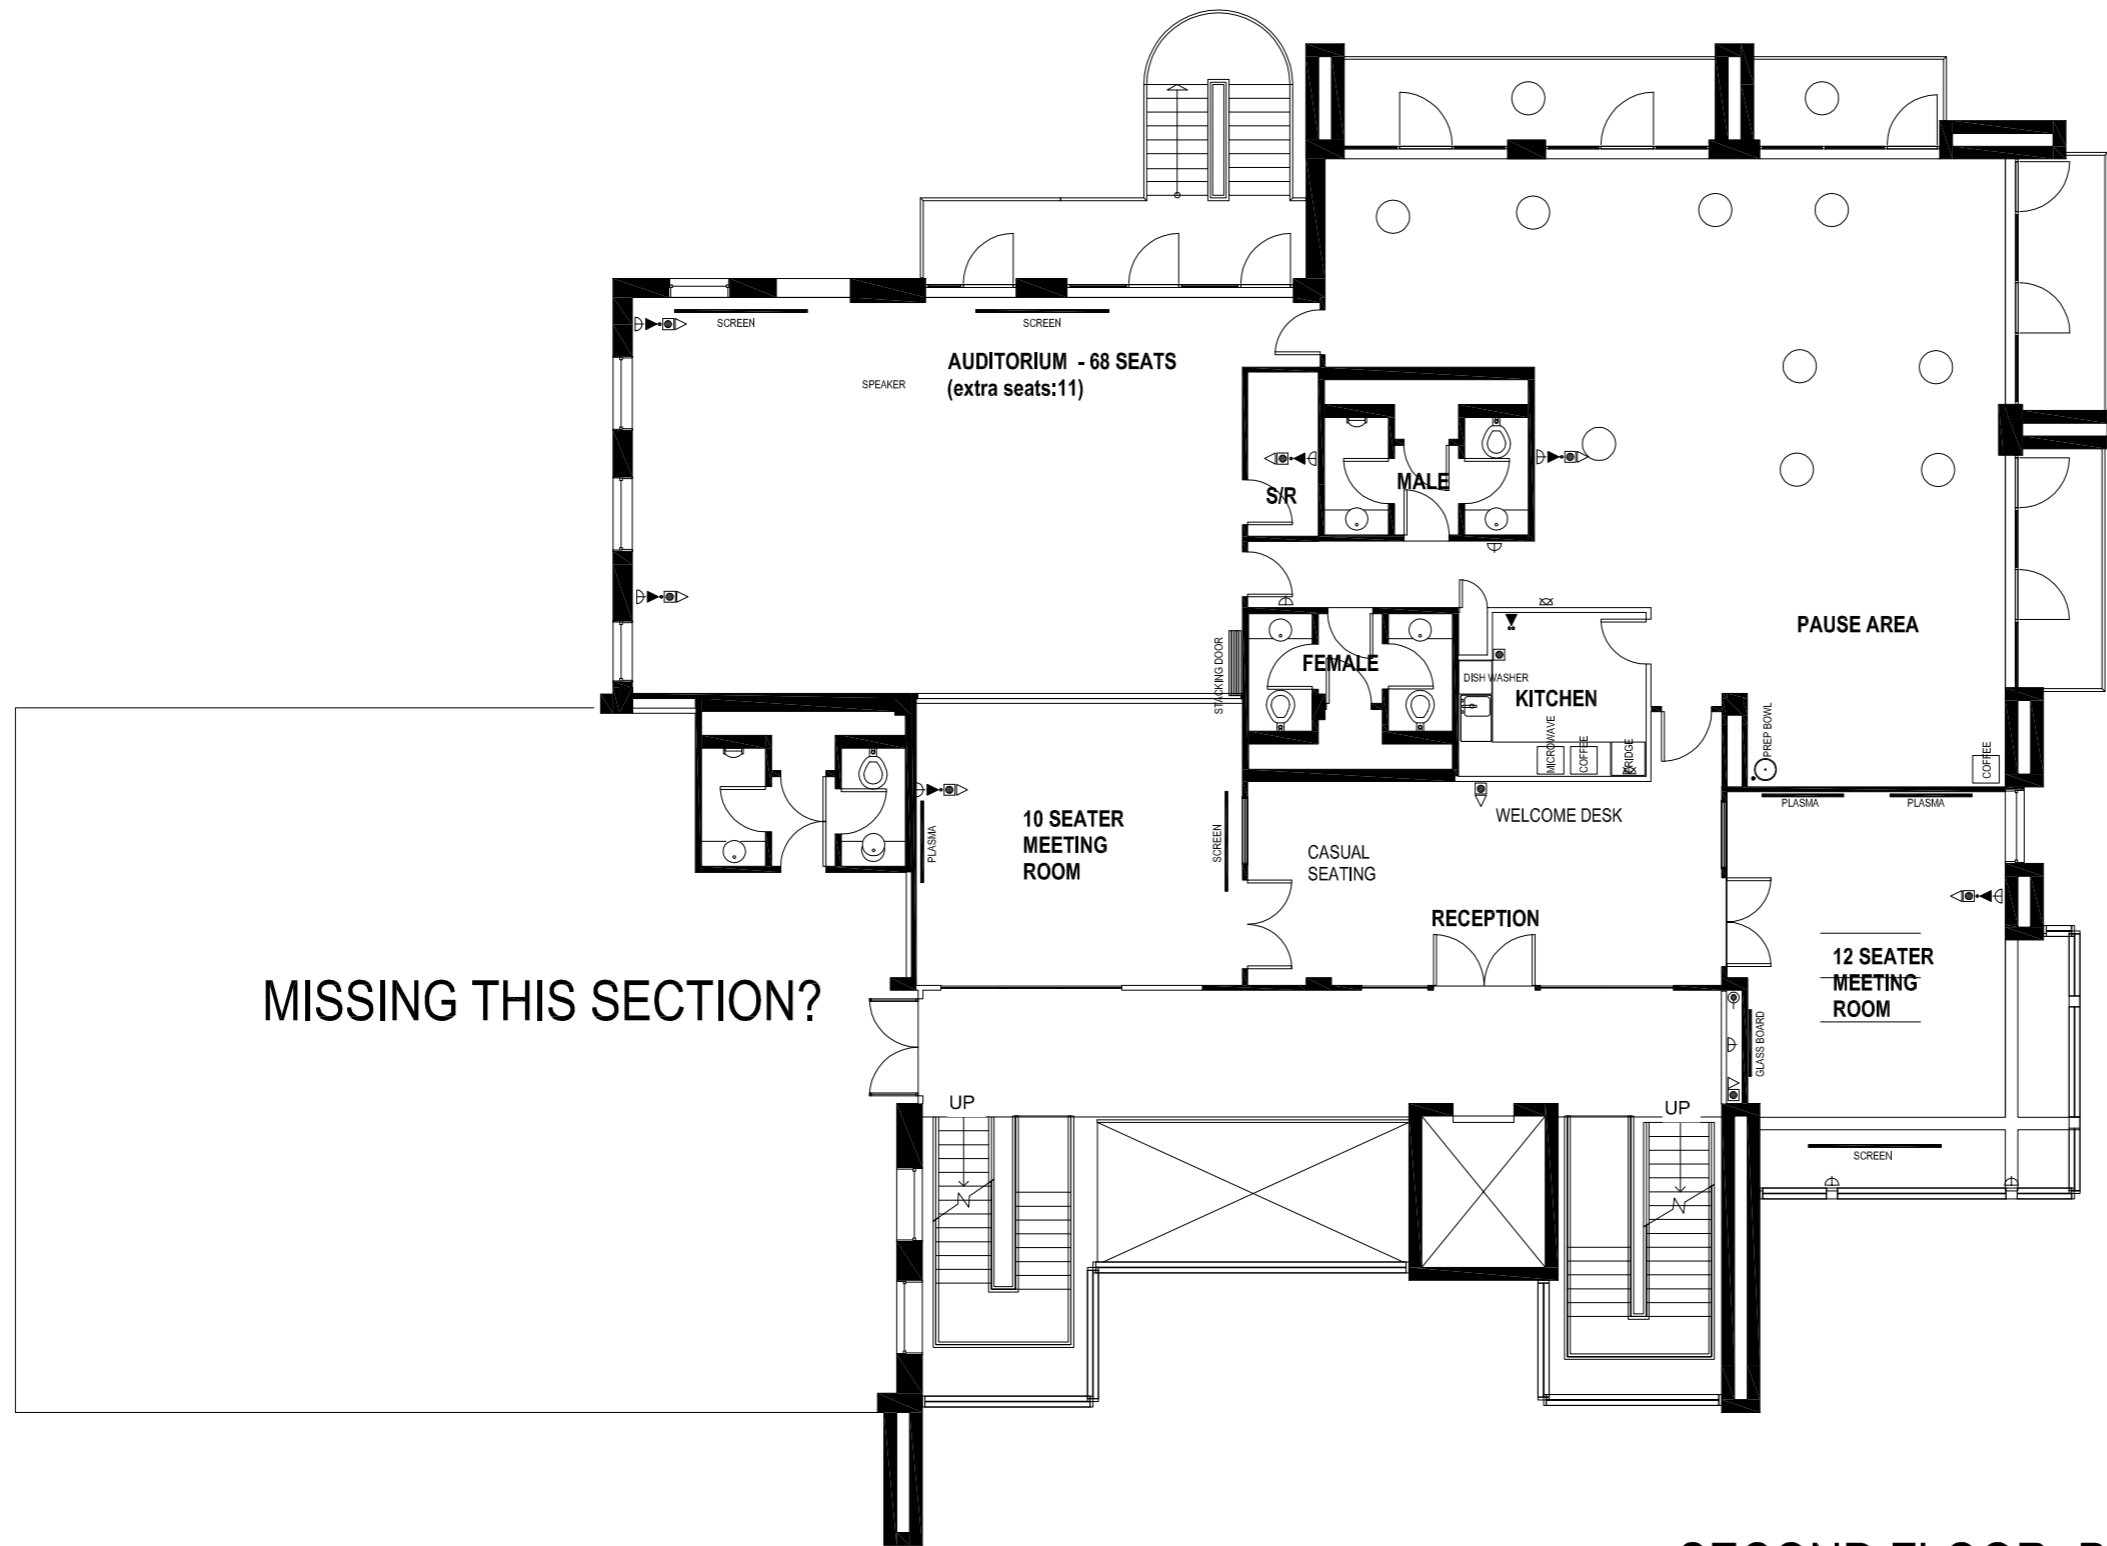 SCREEN
SCREEN
AUDITORIUM - 68 SEATS
(extra seats:11)
SPEAKER
S/R
MALE
PAUSE AREA
STACKING DOOR
FEMALE
DISH WASHER
KITCHEN
MICROWAVE
COFFEE
FRIDGE
PREP BOWL
COFFEE
PLASMA
PLASMA
PLASMA
10 SEATER
MEETING
ROOM
SCREEN
WELCOME DESK
CASUAL
SEATING
RECEPTION
12 SEATER
MEETING
ROOM
GLASS BOARD
MISSING THIS SECTION?
UP
UP
N
N
SCREEN
SECOND FLOOR